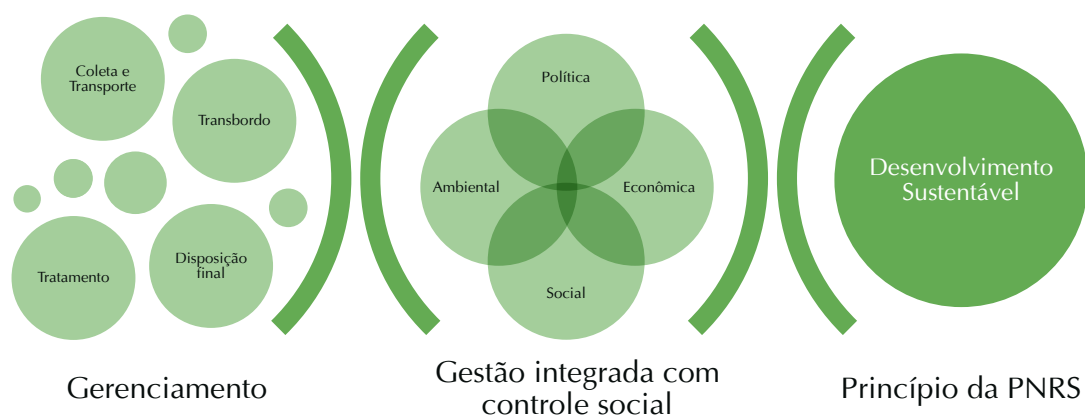 Coleta e
Transporte
Transbordo
Tratamento
Disposição
final
Gerenciamento
Política
Ambiental
Econômica
Social
Gestão integrada com
controle social
Desenvolvimento
Sustentável
Princípio da PNRS